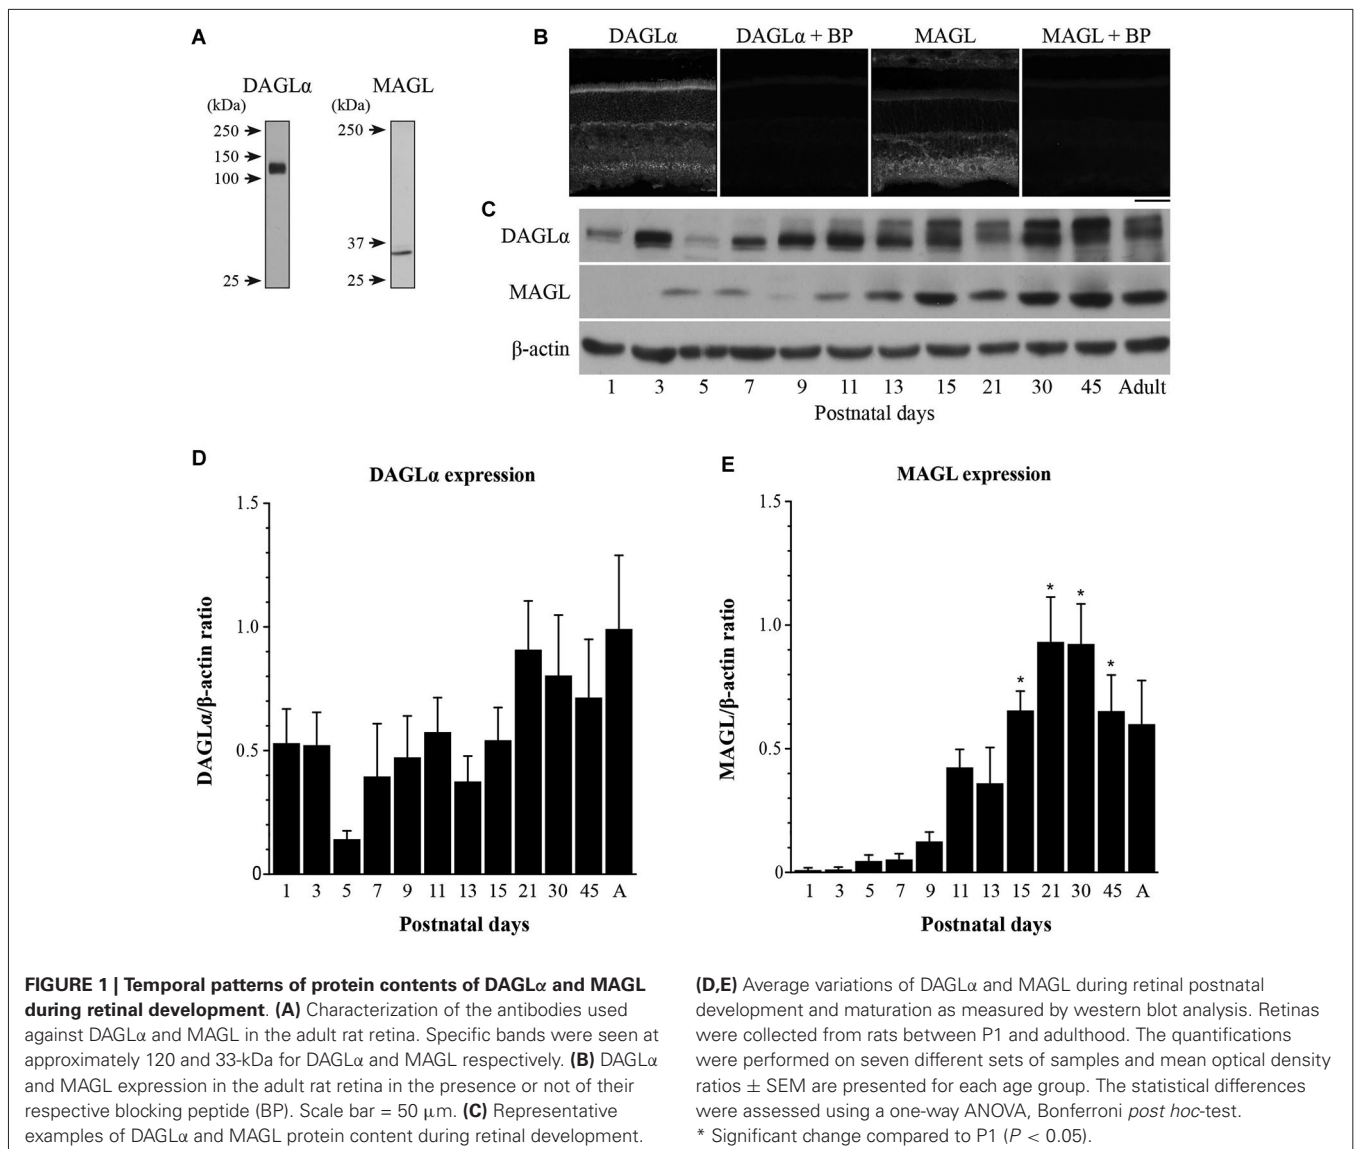 A
DAGLα MAGL
(kDa) (kDa)
250 250
150
100
37
25 25
B
DAGLα DAGLα + BP MAGL MAGL + BP
C
DAGLα
MAGL
β-actin
1 3 5 7 9 11 13 15 21 30 45 Adult
Postnatal days
D
DAGLα expression
1.5
1.0
0.5
0
DAGLα/β-actin ratio
1 3 5 7 9 11 13 15 21 30 45 A
Postnatal days
E
MAGL expression
1.5
1.0
0.5
0
MAGL/β-actin ratio
* * * *
1 3 5 7 9 11 13 15 21 30 45 A
Postnatal days
FIGURE 1 | Temporal patterns of protein contents of DAGLα and MAGL
during retinal development. (A) Characterization of the antibodies used
against DAGLα and MAGL in the adult rat retina. Specific bands were seen at
approximately 120 and 33-kDa for DAGLα and MAGL respectively. (B) DAGLα
and MAGL expression in the adult rat retina in the presence or not of their
respective blocking peptide (BP). Scale bar = 50 μm. (C) Representative
examples of DAGLα and MAGL protein content during retinal development.
(D,E) Average variations of DAGLα and MAGL during retinal postnatal
development and maturation as measured by western blot analysis. Retinas
were collected from rats between P1 and adulthood. The quantifications
were performed on seven different sets of samples and mean optical density
ratios ± SEM are presented for each age group. The statistical differences
were assessed using a one-way ANOVA, Bonferroni post hoc-test.
* Significant change compared to P1 (P < 0.05).